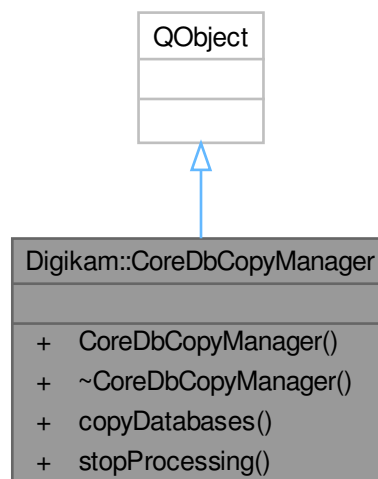 QObject
Digikam::CoreDbCopyManager
+ CoreDbCopyManager()
+ ~CoreDbCopyManager()
+ copyDatabases()
+ stopProcessing()